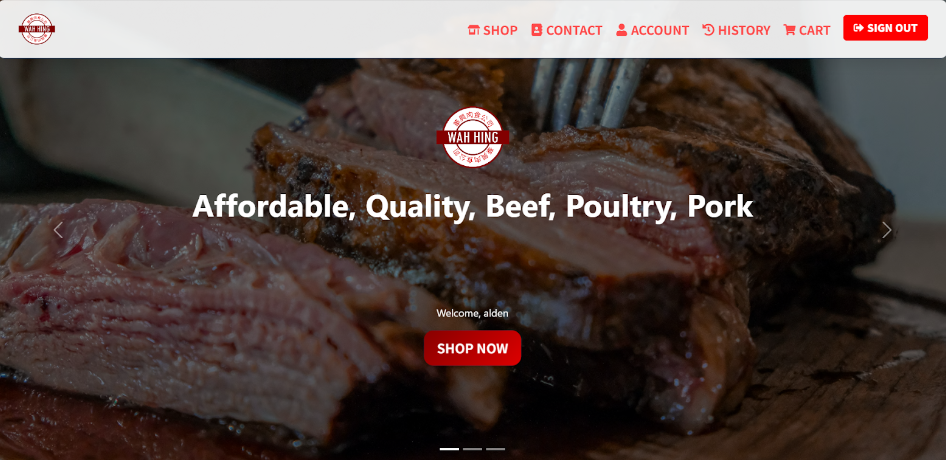 WAH HING
SHOP
CONTACT
ACCOUNT
HISTORY
CART
SIGN OUT
WAH HING
Affordable, Quality, Beef, Poultry, Pork
Welcome, alden
SHOP NOW